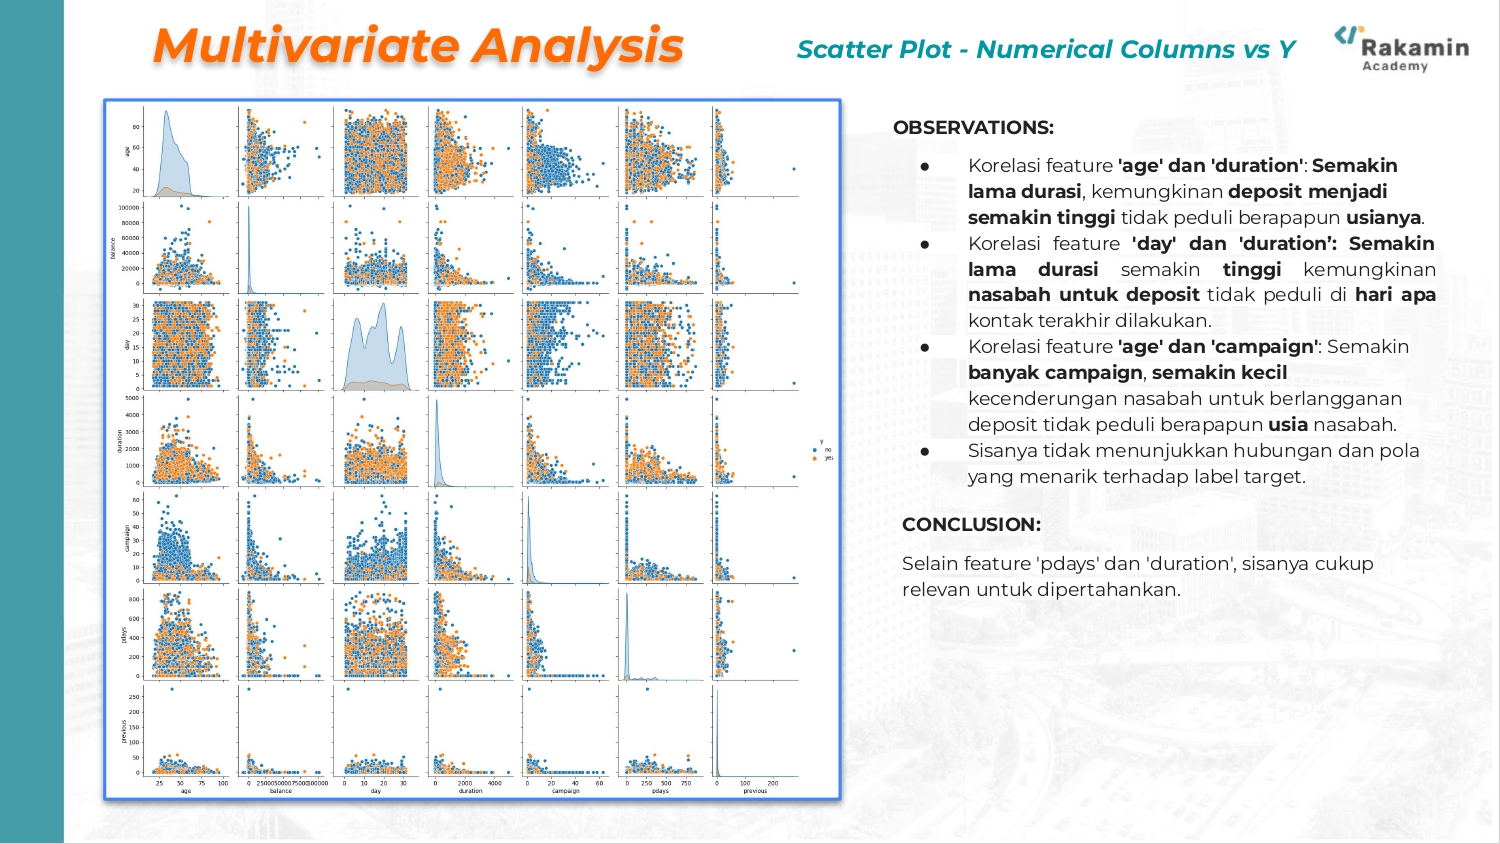 Multivariate Analysis
Scatter Plot - Numerical Columns vs Y
Rakamin
Academy
OBSERVATIONS:
● Korelasi feature 'age' dan 'duration': Semakin
lama durasi, kemungkinan deposit menjadi
semakin tinggi tidak peduli berapapun usianya.
● Korelasi feature 'day' dan 'duration': Semakin
lama durasi semakin tinggi kemungkinan
nasabah untuk deposit tidak peduli di hari apa
kontak terakhir dilakukan.
● Korelasi feature 'age' dan 'campaign': Semakin
banyak campaign, semakin kecil
kecenderungan nasabah untuk berlangganan
deposit tidak peduli berapapun usia nasabah.
● Sisanya tidak menunjukkan hubungan dan pola
yang menarik terhadap label target.
CONCLUSION:
Selain feature 'pdays' dan 'duration', sisanya cukup
relevan untuk dipertahankan.
age
80
60
40
20
balance
100000
80000
60000
40000
20000
0
day
30
25
20
15
10
5
0
duration
5000
4000
3000
2000
1000
0
campaign
60
50
40
30
20
10
0
pdays
800
600
400
200
0
previous
250
200
150
100
50
0
25 50 75 100
age
0 25000 50000 75000 100000
balance
0 10 20 30
day
0 2000 4000
duration
0 20 40 60
campaign
0 250 500 750
pdays
0 100 200
previous
y
no
yes